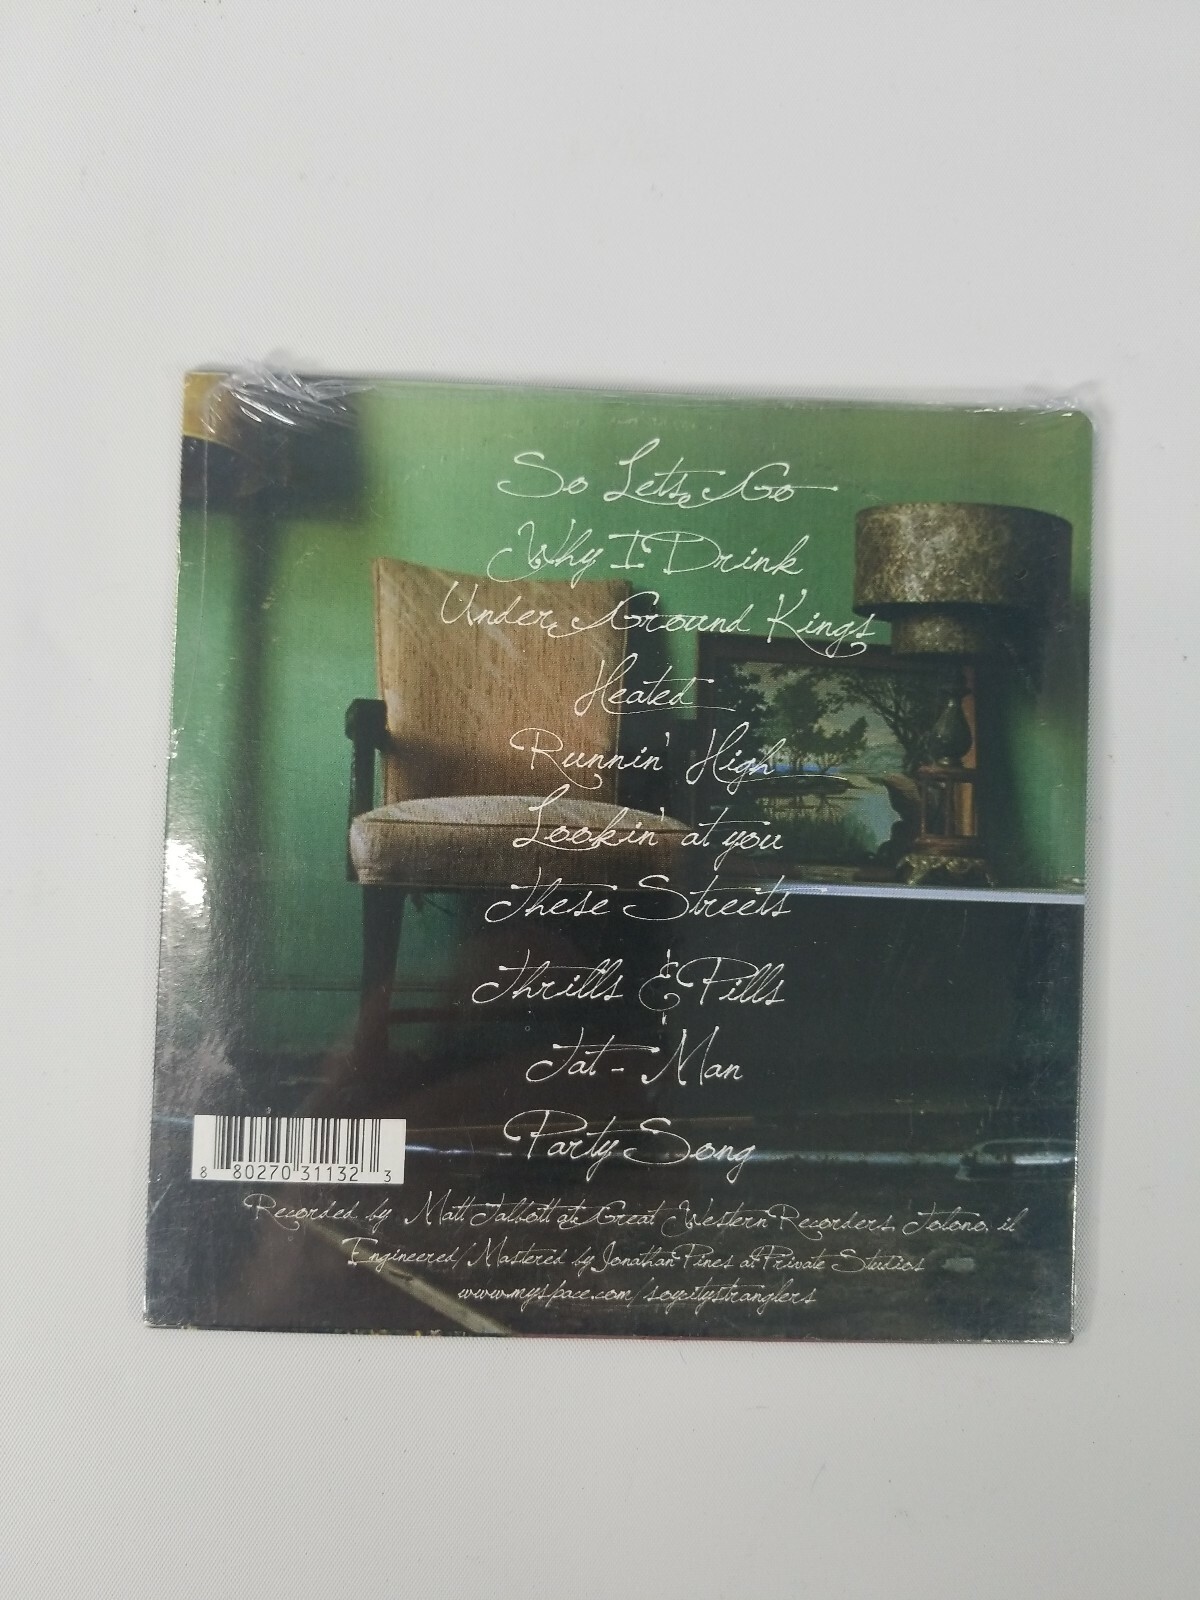 So Lets Go
Why I Drink
Under Ground Kings
Heated
Runnin' High
Lookin' at you
These Streets
Thrills & Pills
Tat - Man
Party Song
8 80270 31132 3
Recorded by Matt Talbott at Great Western Recorders, Tolono, il
Engineered/Mastered by Jonathan Pines at Private Studios
www.myspace.com/soycitystranglers